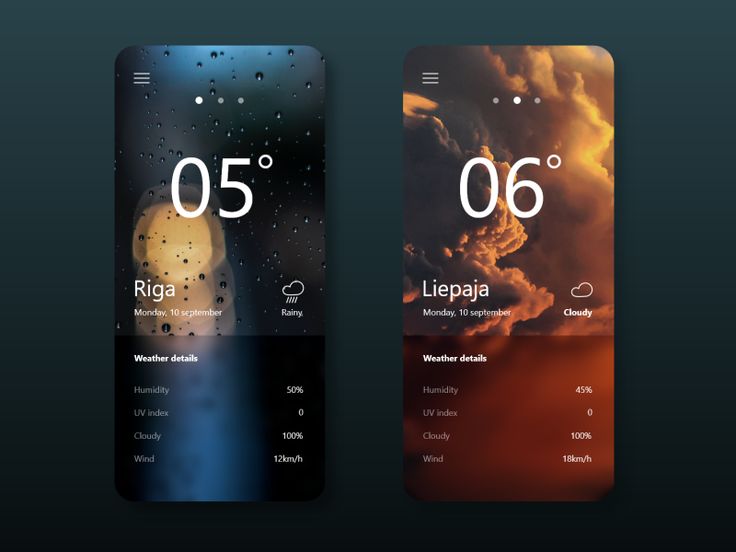 05°
Riga
Monday, 10 september
Rainy
Weather details
Humidity 50%
UV index 0
Cloudy 100%
Wind 12km/h
06°
Liepaja
Monday, 10 september
Cloudy
Weather details
Humidity 45%
UV index 0
Cloudy 100%
Wind 18km/h